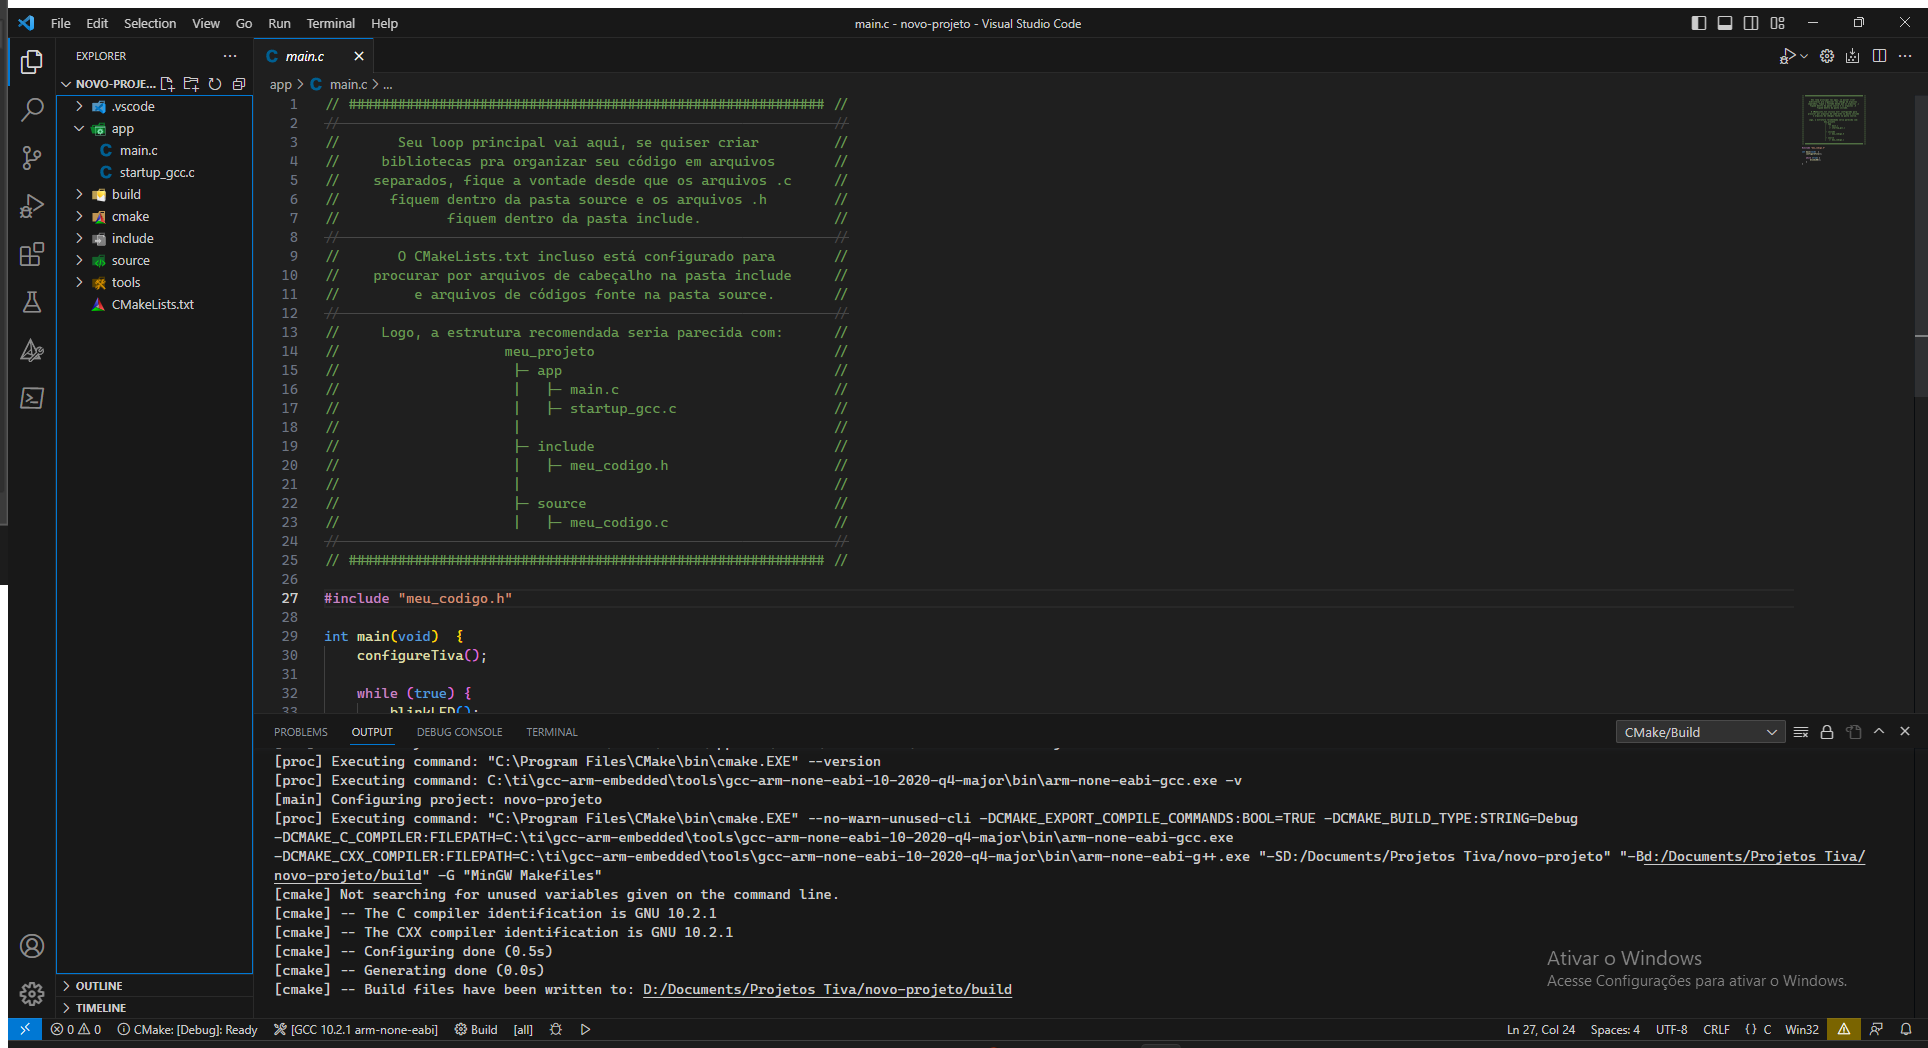 File Edit Selection View Go Run Terminal Help
main.c - novo-projeto - Visual Studio Code
EXPLORER
NOVO-PROJE...
.vscode
app
main.c
startup_gcc.c
build
cmake
include
source
tools
CMakeLists.txt
OUTLINE
TIMELINE
main.c
app > main.c > ...
1 // ########################################################## //
2 //---------------------------------------------------------//
3 // Seu loop principal vai aqui, se quiser criar //
4 // bibliotecas pra organizar seu código em arquivos //
5 // separados, fique a vontade desde que os arquivos .c //
6 // fiquem dentro da pasta source e os arquivos .h //
7 // fiquem dentro da pasta include. //
8 //---------------------------------------------------------//
9 // O CMakeLists.txt incluso está configurado para //
10 // procurar por arquivos de cabeçalho na pasta include //
11 // e arquivos de códigos fonte na pasta source. //
12 //---------------------------------------------------------//
13 // Logo, a estrutura recomendada seria parecida com: //
14 // meu_projeto //
15 // ├─ app //
16 // │ ├─ main.c //
17 // │ ├─ startup_gcc.c //
18 // │ //
19 // ├─ include //
20 // │ ├─ meu_codigo.h //
21 // │ //
22 // ├─ source //
23 // │ ├─ meu_codigo.c //
24 //---------------------------------------------------------//
25 // ########################################################## //
26
27 #include "meu_codigo.h"
28
29 int main(void) {
30 configureTiva();
31
32 while (true) {
33 blinkLED();
PROBLEMS OUTPUT DEBUG CONSOLE TERMINAL
CMake/Build
[proc] Executing command: "C:\Program Files\CMake\bin\cmake.EXE" --version
[proc] Executing command: C:\ti\gcc-arm-embedded\tools\gcc-arm-none-eabi-10-2020-q4-major\bin\arm-none-eabi-gcc.exe -v
[main] Configuring project: novo-projeto
[proc] Executing command: "C:\Program Files\CMake\bin\cmake.EXE" --no-warn-unused-cli -DCMAKE_EXPORT_COMPILE_COMMANDS:BOOL=TRUE -DCMAKE_BUILD_TYPE:STRING=Debug
-DCMAKE_C_COMPILER:FILEPATH=C:\ti\gcc-arm-embedded\tools\gcc-arm-none-eabi-10-2020-q4-major\bin\arm-none-eabi-gcc.exe
-DCMAKE_CXX_COMPILER:FILEPATH=C:\ti\gcc-arm-embedded\tools\gcc-arm-none-eabi-10-2020-q4-major\bin\arm-none-eabi-g++.exe "-SD:/Documents/Projetos Tiva/novo-projeto" "-Bd:/Documents/Projetos Tiva/
novo-projeto/build" -G "MinGW Makefiles"
[cmake] Not searching for unused variables given on the command line.
[cmake] -- The C compiler identification is GNU 10.2.1
[cmake] -- The CXX compiler identification is GNU 10.2.1
[cmake] -- Configuring done (0.5s)
[cmake] -- Generating done (0.0s)
[cmake] -- Build files have been written to: D:/Documents/Projetos Tiva/novo-projeto/build
Ativar o Windows
Acesse Configurações para ativar o Windows.
0 0 CMake: [Debug]: Ready [GCC 10.2.1 arm-none-eabi] Build [all]
Ln 27, Col 24 Spaces: 4 UTF-8 CRLF {} C Win32